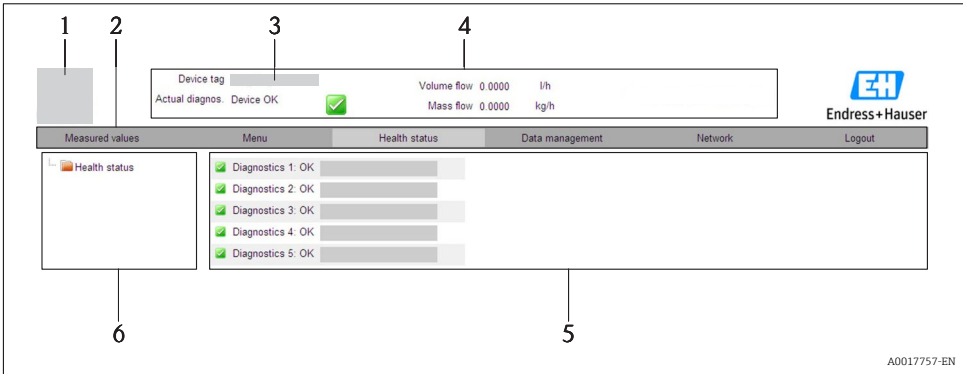 1 2 3 4
Device tag
Volume flow 0.0000 l/h
Actual diagnos. Device OK
Mass flow 0.0000 kg/h
EH
Endress+Hauser
Measured values Menu Health status Data management Network Logout
Health status
Diagnostics 1: OK
Diagnostics 2: OK
Diagnostics 3: OK
Diagnostics 4: OK
Diagnostics 5: OK
6 5
A0017757-EN